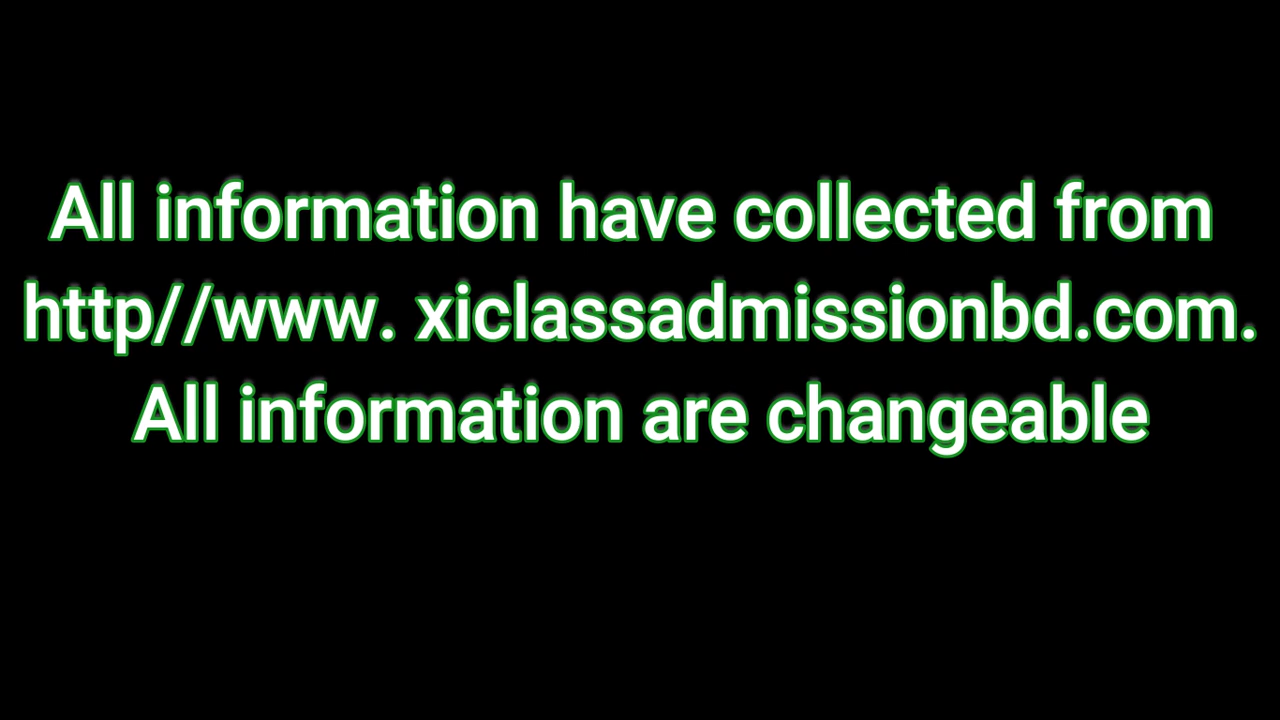 All information have collected from
http//www. xiclassadmissionbd.com.
All information are changeable